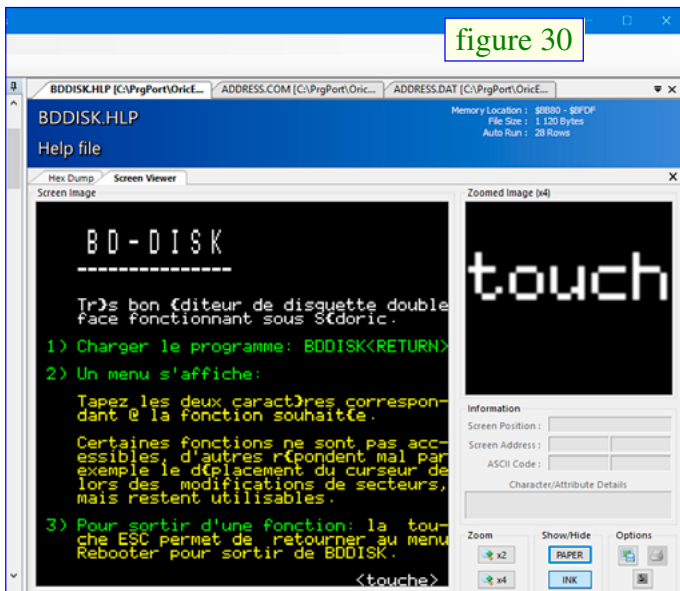 figure 30
BDDISK.HLP [C:\PrgPort\OricE...
ADDRESS.COM [C:\PrgPort\Oric...
ADDRESS.DAT [C:\PrgPort\OricE...
BDDISK.HLP
Help file
Memory Location : $BB80 - $BFDF
File Size : 1 120 Bytes
Auto Run : 28 Rows
Hex Dump
Screen Viewer
Screen Image
BD-DISK
---------------
Tr}s bon {diteur de disquette double
face fonctionnant sous S{doric.
1) Charger le programme: BDDISK<RETURN>
2) Un menu s'affiche:
Tapez les deux caract}res correspon-
dant @ la fonction souhait{e.
Certaines fonctions ne sont pas acc-
essibles, d'autres r{pondent mal par
exemple le d{placement du curseur de
lors des  modifications de secteurs,
mais restent utilisables.
3) Pour sortir d'une fonction: la  tou-
che ESC permet de  retourner au menu
Rebooter pour sortir de BDDISK.
<touche>
Zoomed Image (x4)
touch
Information
Screen Position :
Screen Address :
ASCII Code :
Character/Attribute Details
Zoom
Show/Hide
Options
x2
PAPER
x4
INK